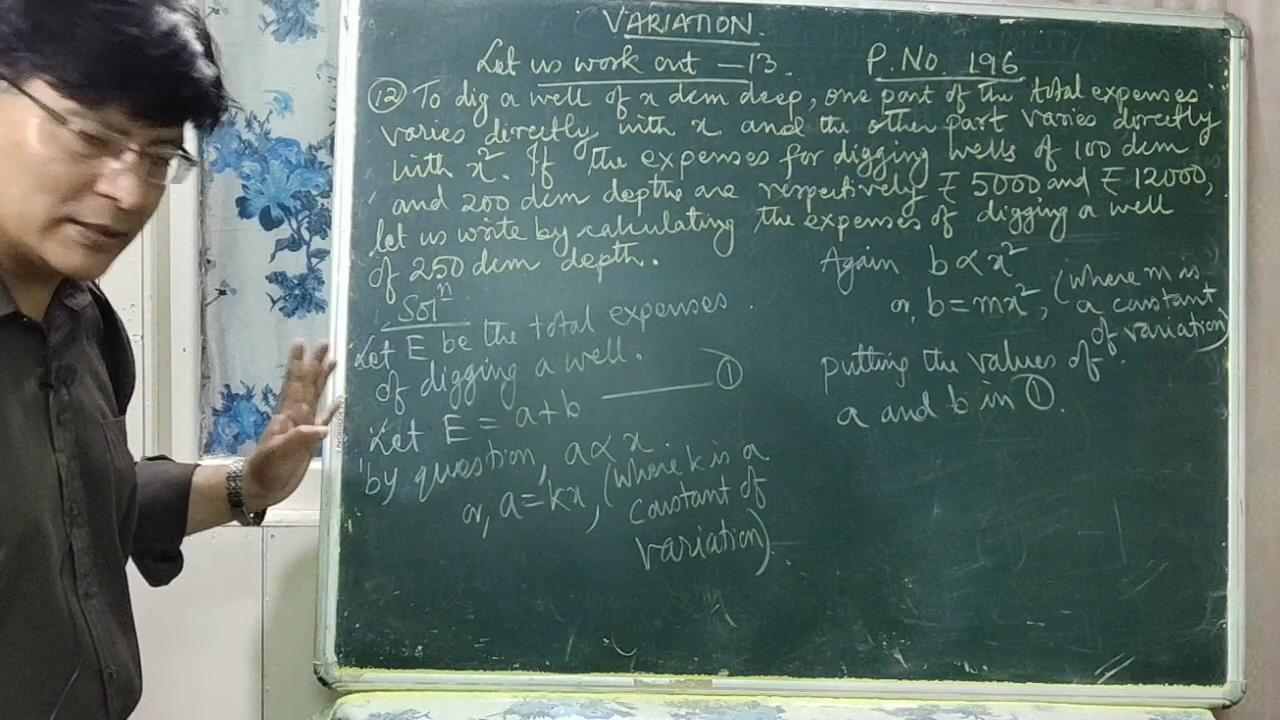 VARIATION.
Let us work out -13. P. No. 196
(12) To dig a well of x dcm deep, one part of the total expenses
varies directly with x and the other part varies directly
with x². If the expenses for digging wells of 100 dcm
and 200 dcm depths are respectively ₹ 5000 and ₹ 12000,
let us write by calculating the expenses of digging a well
of 250 dcm depth.
Solⁿ
Let E be the total expenses
of digging a well.
Let E = a+b ——— ①
by question, a ∝ x.
or, a = kx, (where k is a
constant of
variation)
Again b ∝ x²
or, b = mx², (where m is
a constant
of variation)
putting the values of
a and b in ①.